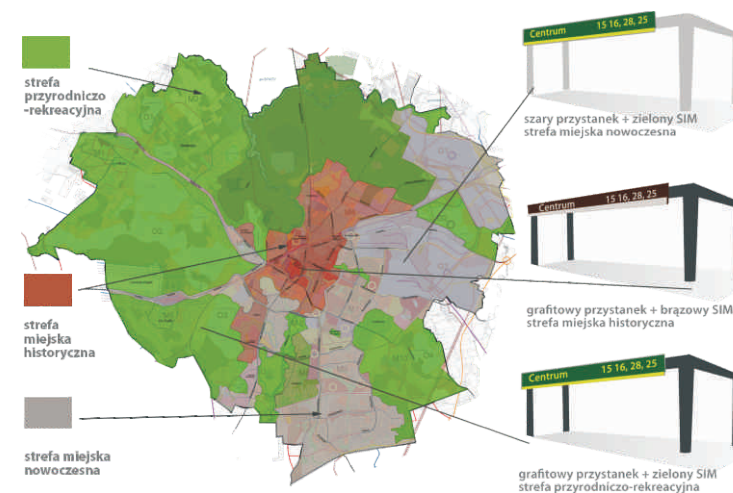 strefa
przyrodniczo
-rekreacyjna
strefa
miejska
historyczna
strefa miejska
nowoczesna
Centrum 15 16, 28, 25
szary przystanek + zielony SIM
strefa miejska nowoczesna
Centrum 15 16, 28, 25
grafitowy przystanek + brązowy SIM
strefa miejska historyczna
Centrum 15 16, 28, 25
grafitowy przystanek + zielony SIM
strefa przyrodniczo-rekreacyjna